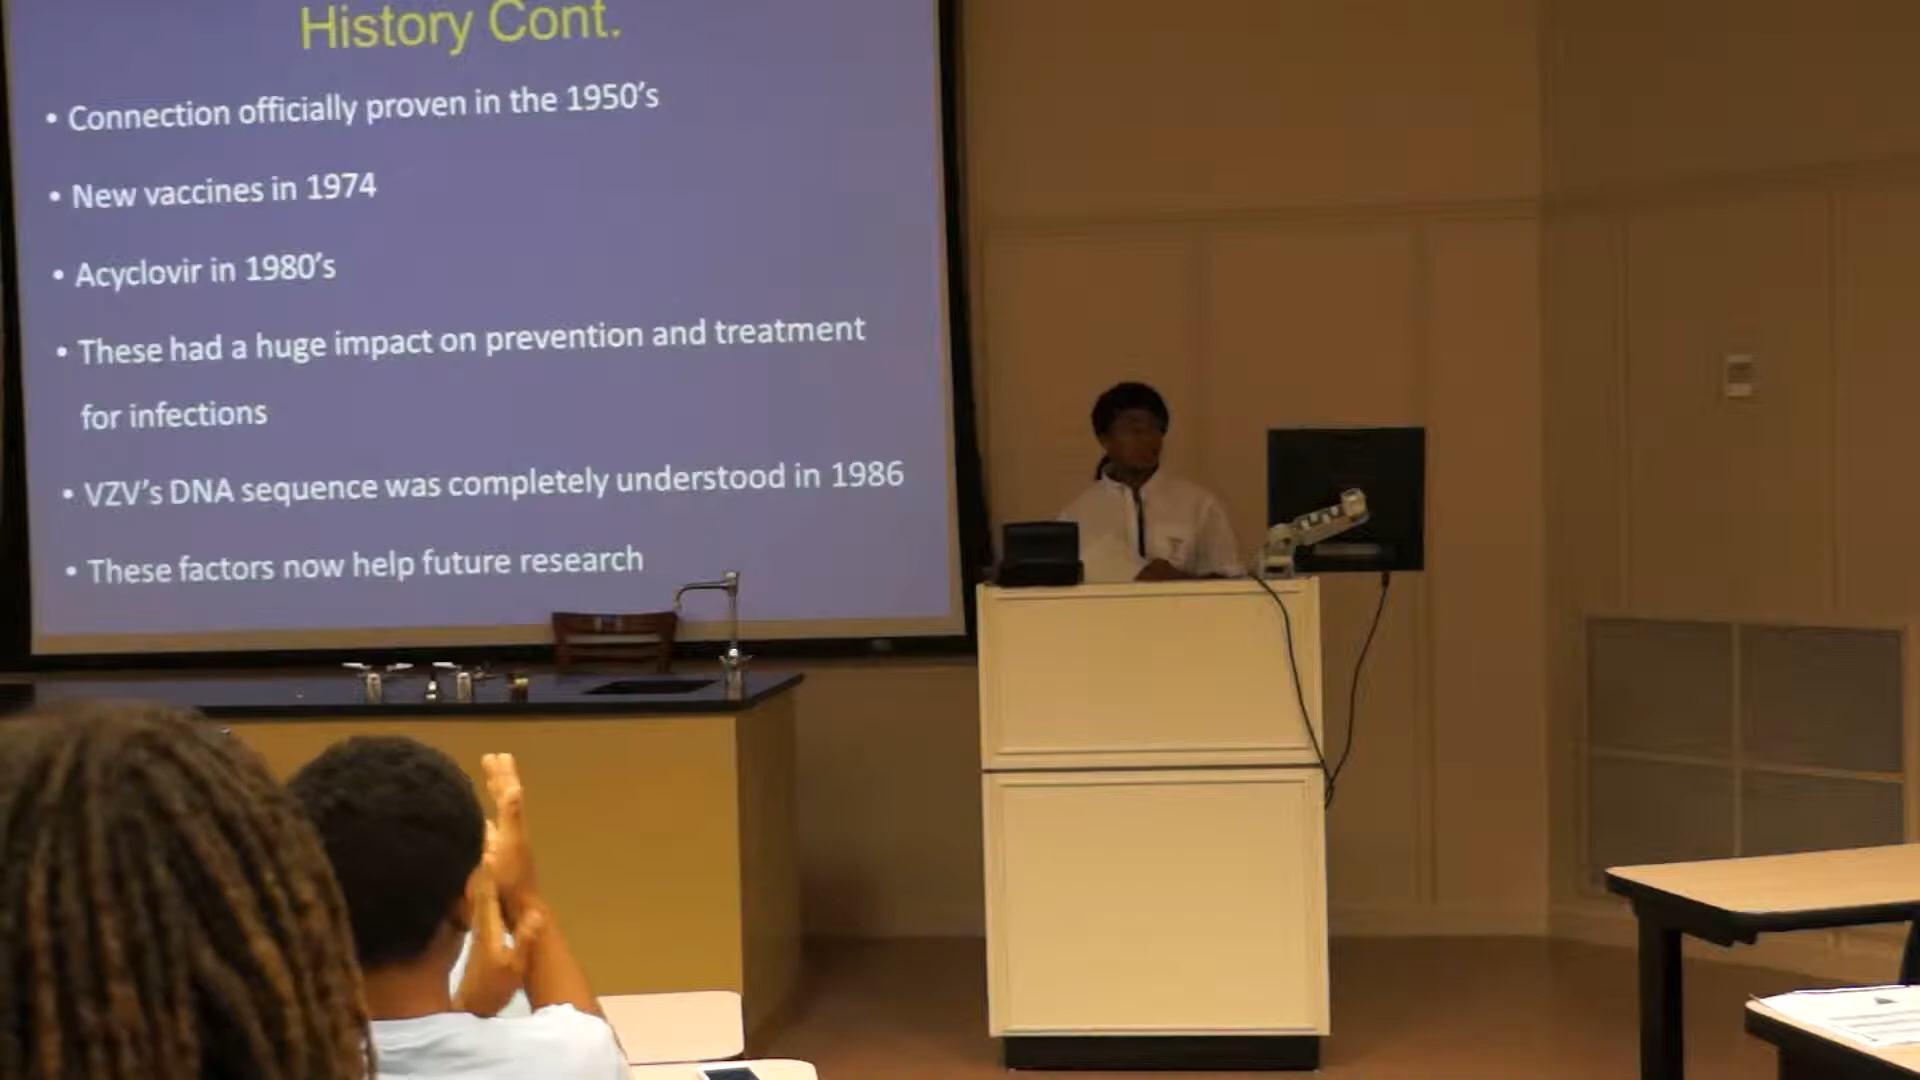 History Cont.
• Connection officially proven in the 1950's
• New vaccines in 1974
• Acyclovir in 1980's
• These had a huge impact on prevention and treatment
for infections
• VZV's DNA sequence was completely understood in 1986
• These factors now help future research